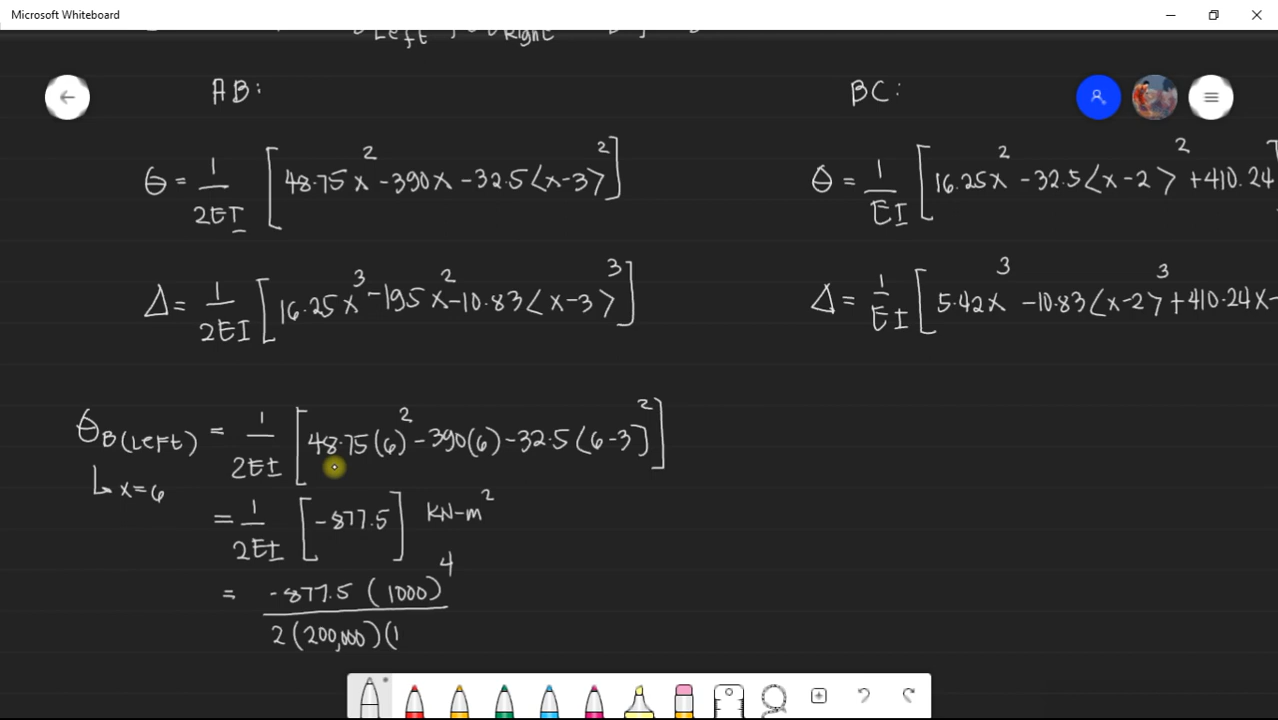 Microsoft Whiteboard
Left Right
AB:
θ = 1/2EI [48.75x² - 390x - 32.5⟨x-3⟩²]
Δ = 1/2EI [16.25x³ - 195x² - 10.83⟨x-3⟩³]
BC:
θ = 1/EI [16.25x² - 32.5⟨x-2⟩² + 410.24
Δ = 1/EI [5.42x³ - 10.83⟨x-2⟩³ + 410.24x-
θB(LEFT) = 1/2EI [48.75(6)² - 390(6) - 32.5(6-3)²]
↳ x=6
= 1/2EI [-877.5] KN-m²
= -877.5 (1000)⁴ / 2(200,000)(1